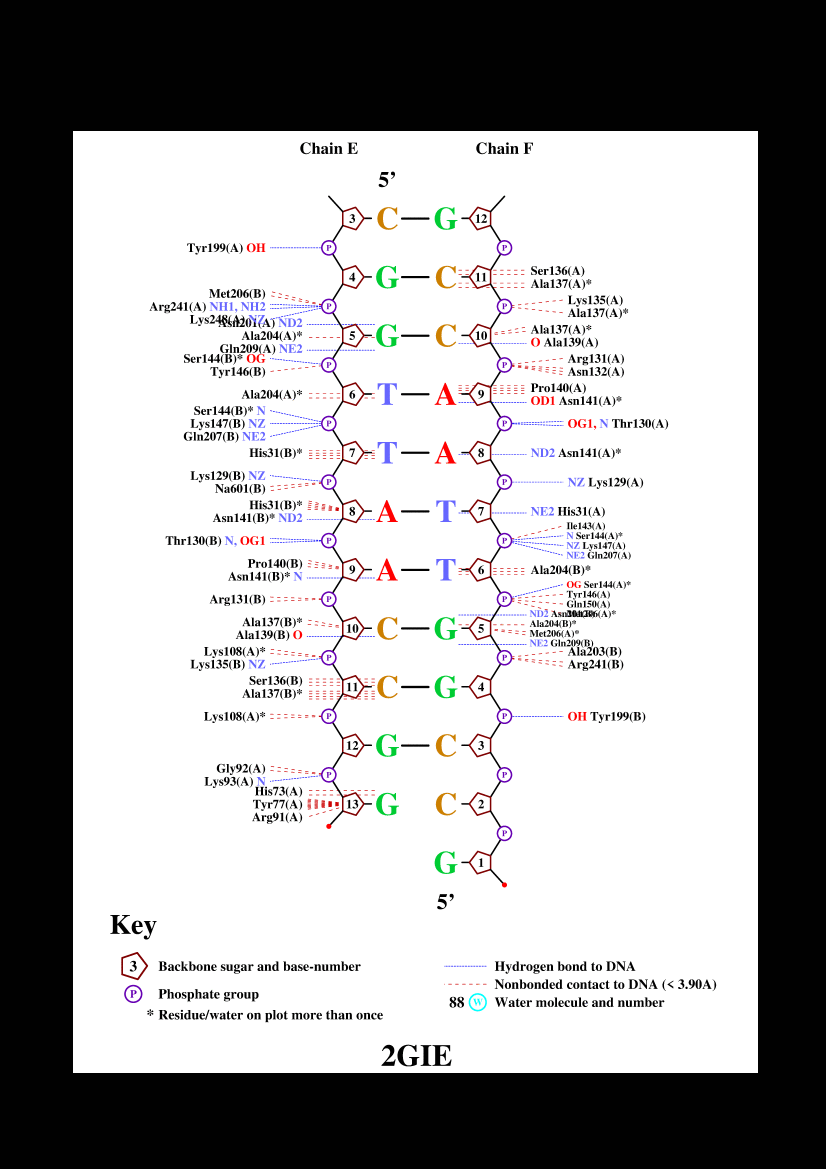 Chain E Chain F
5’
3 C G 12
Tyr199(A) OH P P
4 G C 11 Ser136(A)
Ala137(A)*
Met206(B)
Arg241(A) NH1, NH2 P P Lys135(A)
Ala137(A)*
Lys248(A) NZ
Asn201(A) ND2
Ala204(A)* 5 G C 10 Ala137(A)*
O Ala139(A)
Gln209(A) NE2
Ser144(B)* OG P P Arg131(A)
Tyr146(B) Asn132(A)
Ala204(A)* 6 T A 9 Pro140(A)
OD1 Asn141(A)*
Ser144(B)* N
Lys147(B) NZ P P OG1, N Thr130(A)
Gln207(B) NE2
His31(B)* 7 T A 8 ND2 Asn141(A)*
Lys129(B) NZ P P NZ Lys129(A)
Na601(B)
His31(B)* 8 A T 7 NE2 His31(A)
Asn141(B)* ND2
Ile143(A)
N Ser144(A)*
Thr130(B) N, OG1 P P NZ Lys147(A)
NE2 Gln207(A)
Pro140(B) 9 A T 6 Ala204(B)*
Asn141(B)* N
OG Ser144(A)*
Tyr146(A)
Arg131(B) P P Gln150(A)
Met206(A)*
ND2
Ala137(B)* 10 C G 5 Ala204(B)*
Ala139(B) O Met206(A)*
NE2 Gln209(B)
Lys108(A)* P P Ala203(B)
Lys135(B) NZ Arg241(B)
Ser136(B) 11 C G 4
Ala137(B)*
Lys108(A)* P P OH Tyr199(B)
12 G C 3
Gly92(A) P P
Lys93(A) N
His73(A)
Tyr77(A) 13 G C 2
Arg91(A)
P
G 1
5’
Key
3 Backbone sugar and base-number
P Phosphate group
* Residue/water on plot more than once
Hydrogen bond to DNA
Nonbonded contact to DNA (< 3.90A)
88 W Water molecule and number
2GIE